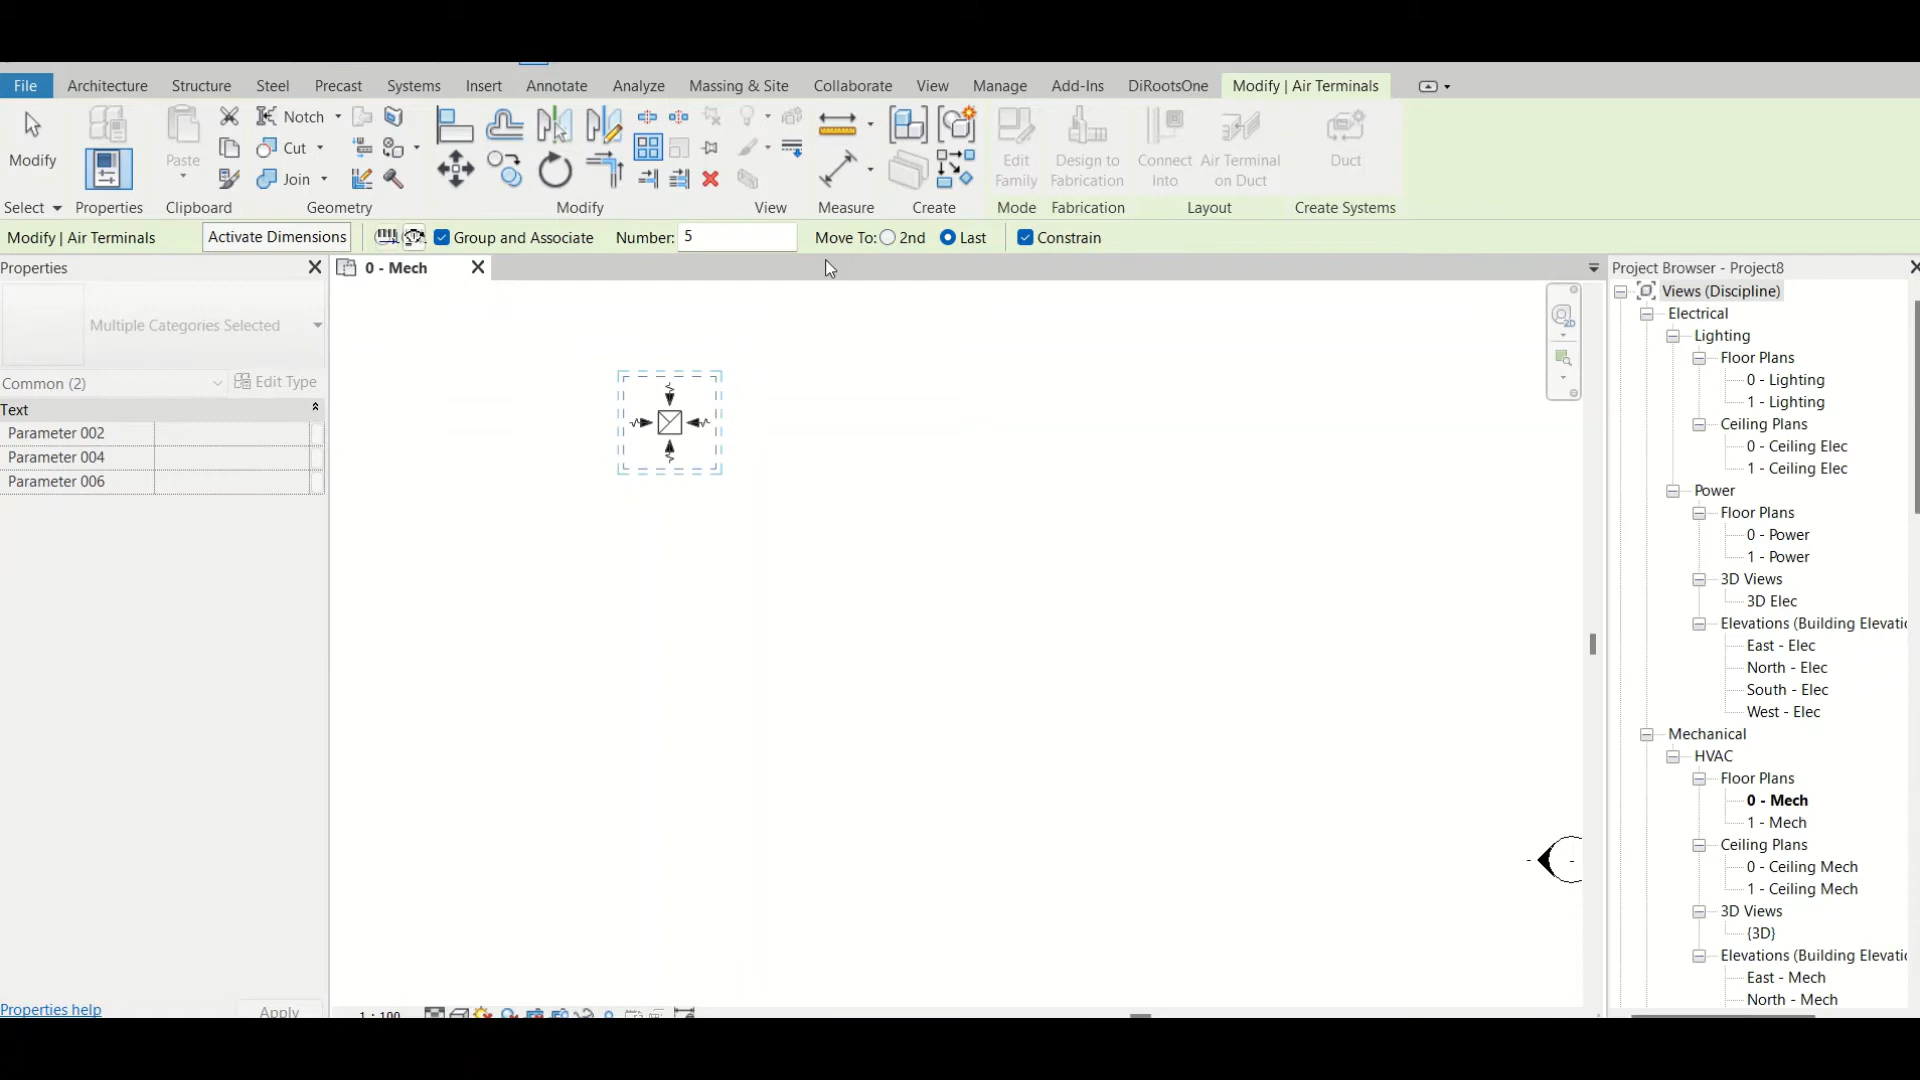 File Architecture Structure Steel Precast Systems Insert Annotate Analyze Massing & Site Collaborate View Manage Add-Ins DiRootsOne Modify | Air Terminals
Modify
Paste
Notch
Cut
Join
Edit Family
Design to Fabrication
Connect Into
Air Terminal on Duct
Duct
Select Properties Clipboard Geometry Modify View Measure Create Mode Fabrication Layout Create Systems
Modify | Air Terminals Activate Dimensions Group and Associate Number: 5 Move To: 2nd Last Constrain
Properties
0 - Mech
Project Browser - Project8
Multiple Categories Selected
Common (2) Edit Type
Text
Parameter 002
Parameter 004
Parameter 006
Properties help Apply
1 : 100
Views (Discipline)
Electrical
Lighting
Floor Plans
0 - Lighting
1 - Lighting
Ceiling Plans
0 - Ceiling Elec
1 - Ceiling Elec
Power
Floor Plans
0 - Power
1 - Power
3D Views
3D Elec
Elevations (Building Elevatio
East - Elec
North - Elec
South - Elec
West - Elec
Mechanical
HVAC
Floor Plans
0 - Mech
1 - Mech
Ceiling Plans
0 - Ceiling Mech
1 - Ceiling Mech
3D Views
{3D}
Elevations (Building Elevatio
East - Mech
North - Mech